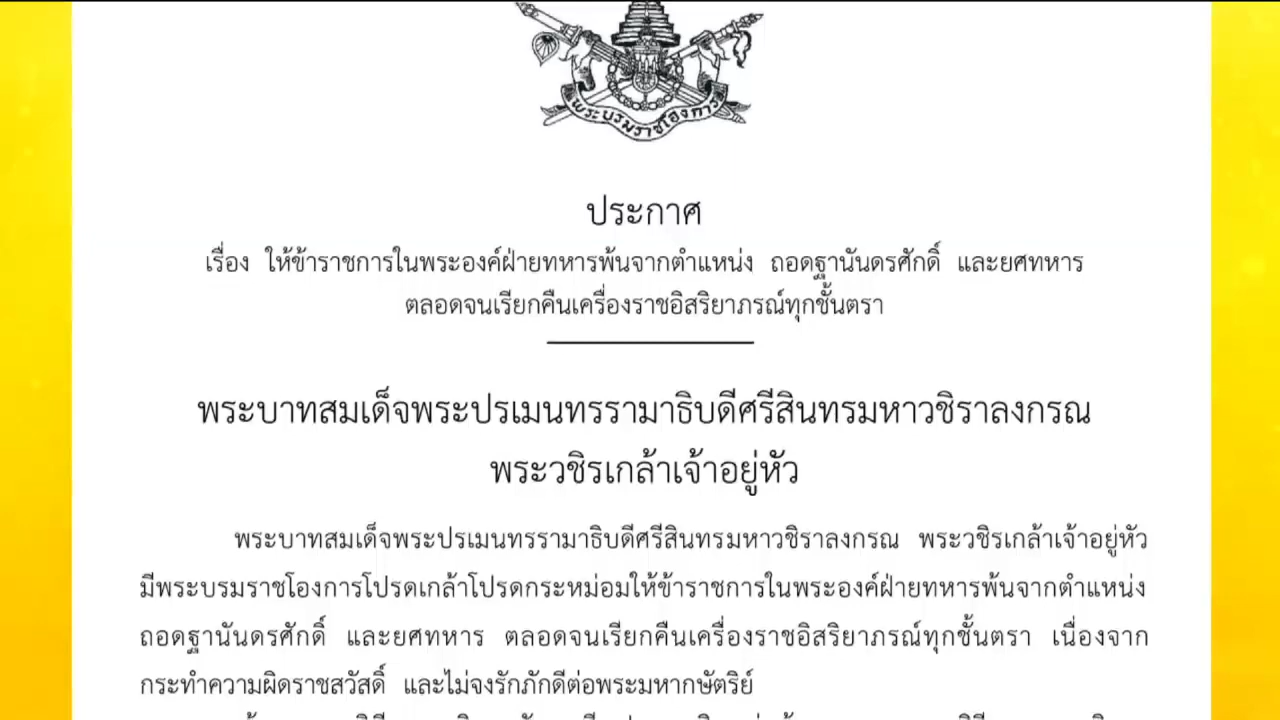 พระบรมราชโองการ
ประกาศ
เรื่อง ให้ข้าราชการในพระองค์ฝ่ายทหารพ้นจากตำแหน่ง ถอดฐานันดรศักดิ์ และยศทหาร
ตลอดจนเรียกคืนเครื่องราชอิสริยาภรณ์ทุกชั้นตรา
พระบาทสมเด็จพระปรเมนทรรามาธิบดีศรีสินทรมหาวชิราลงกรณ
พระวชิรเกล้าเจ้าอยู่หัว
พระบาทสมเด็จพระปรเมนทรรามาธิบดีศรีสินทรมหาวชิราลงกรณ พระวชิรเกล้าเจ้าอยู่หัว
มีพระบรมราชโองการโปรดเกล้าโปรดกระหม่อมให้ข้าราชการในพระองค์ฝ่ายทหารพ้นจากตำแหน่ง
ถอดฐานันดรศักดิ์ และยศทหาร ตลอดจนเรียกคืนเครื่องราชอิสริยาภรณ์ทุกชั้นตรา เนื่องจาก
กระทำความผิดราชสวัสดิ์ และไม่จงรักภักดีต่อพระมหากษัตริย์